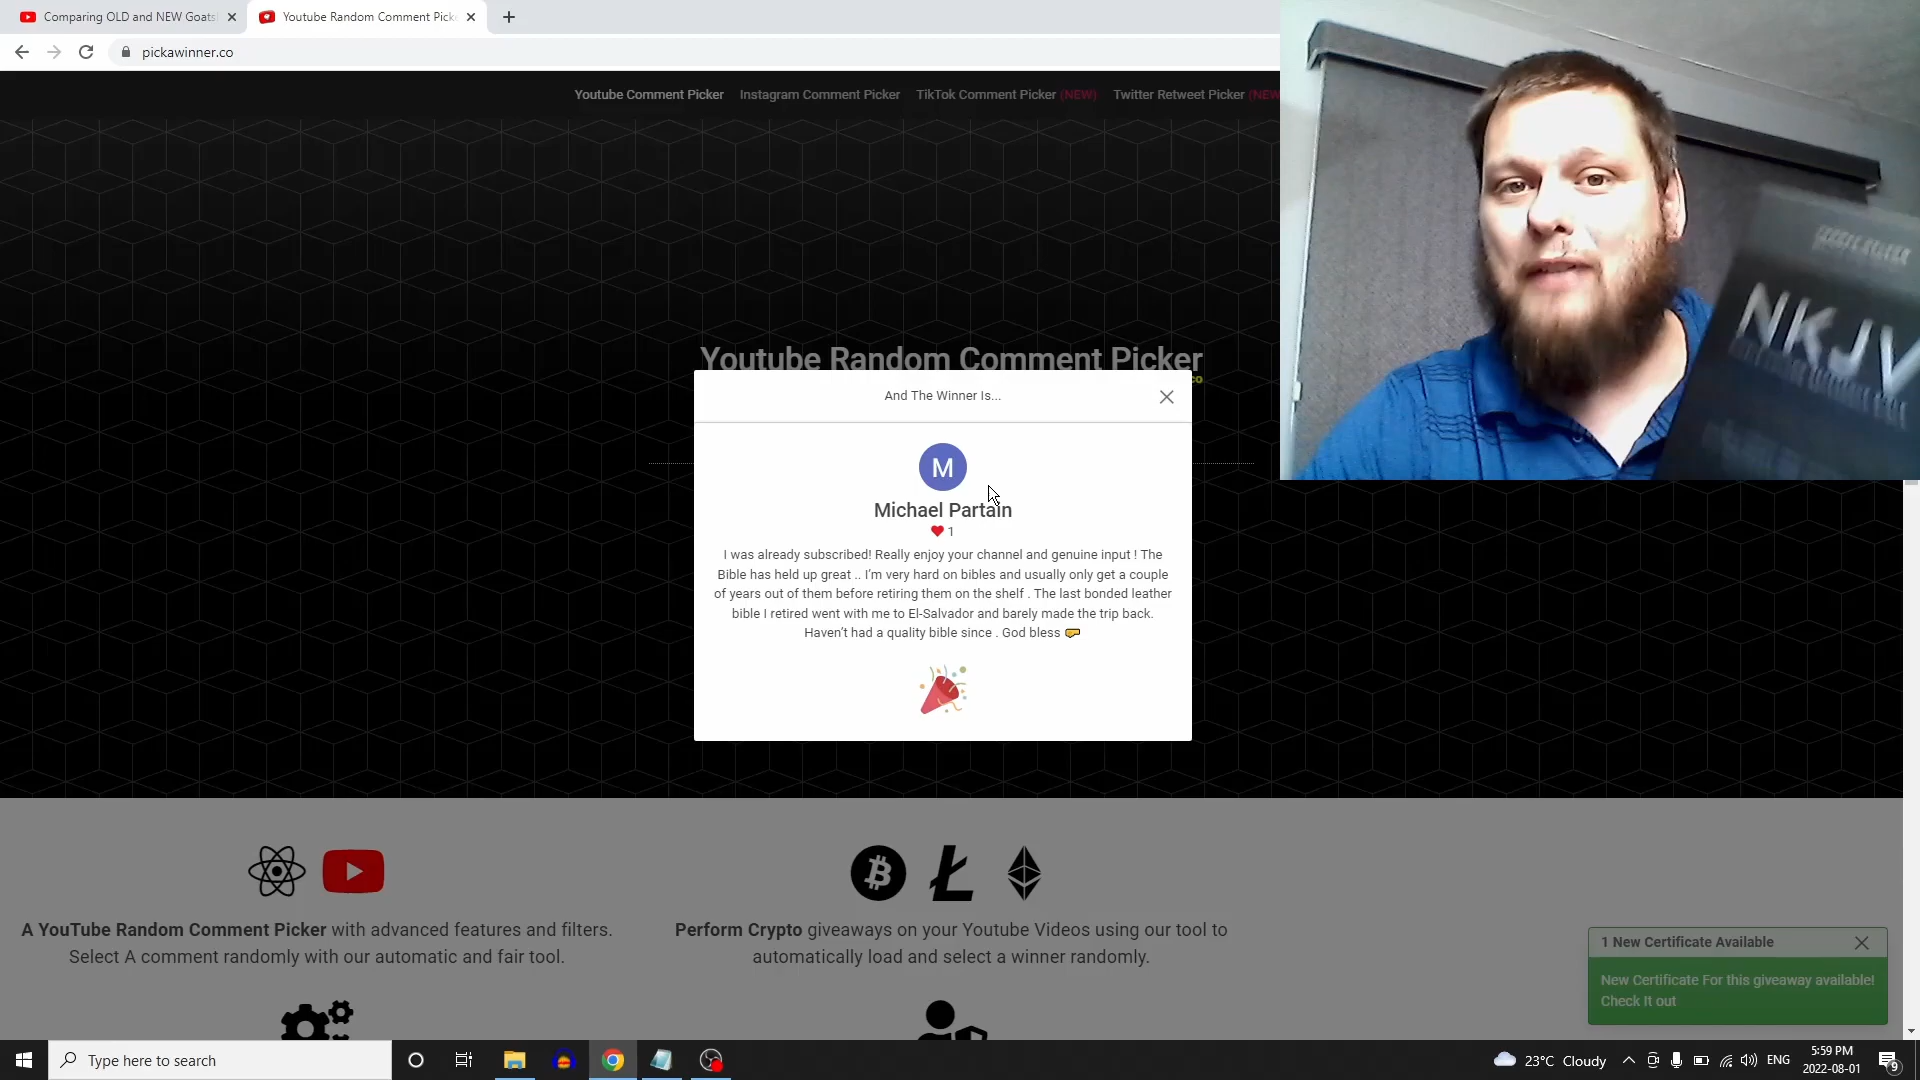 Comparing OLD and NEW Goats
Youtube Random Comment Pick
pickawinner.co
Youtube Comment Picker Instagram Comment Picker TikTok Comment Picker (NEW) Twitter Retweet Picker (NEW
NKJV
Youtube Random Comment Picker
co
And The Winner Is...
M
Michael Partain
1
I was already subscribed! Really enjoy your channel and genuine input ! The
Bible has held up great .. I'm very hard on bibles and usually only get a couple
of years out of them before retiring them on the shelf . The last bonded leather
bible I retired went with me to El-Salvador and barely made the trip back.
Haven't had a quality bible since . God bless
A YouTube Random Comment Picker with advanced features and filters.
Select A comment randomly with our automatic and fair tool.
Perform Crypto giveaways on your Youtube Videos using our tool to
automatically load and select a winner randomly.
1 New Certificate Available
New Certificate For this giveaway available!
Check It out
Type here to search
23°C Cloudy
ENG
5:59 PM
2022-08-01
9